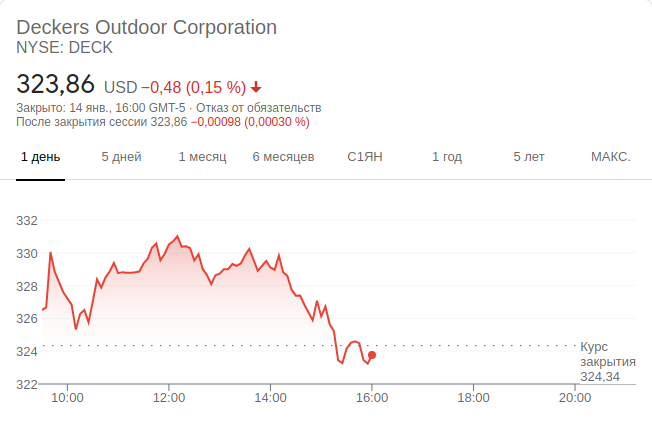 Deckers Outdoor Corporation
NYSE: DECK
323,86 USD −0,48 (0,15 %)
Закрыто: 14 янв., 16:00 GMT-5 · Отказ от обязательств
После закрытия сессии 323,86 −0,00098 (0,00030 %)
1 день 5 дней 1 месяц 6 месяцев С1ЯН 1 год 5 лет МАКС.
332
330
328
326
324
322
Курс
закрытия
324,34
10:00 12:00 14:00 16:00 18:00 20:00